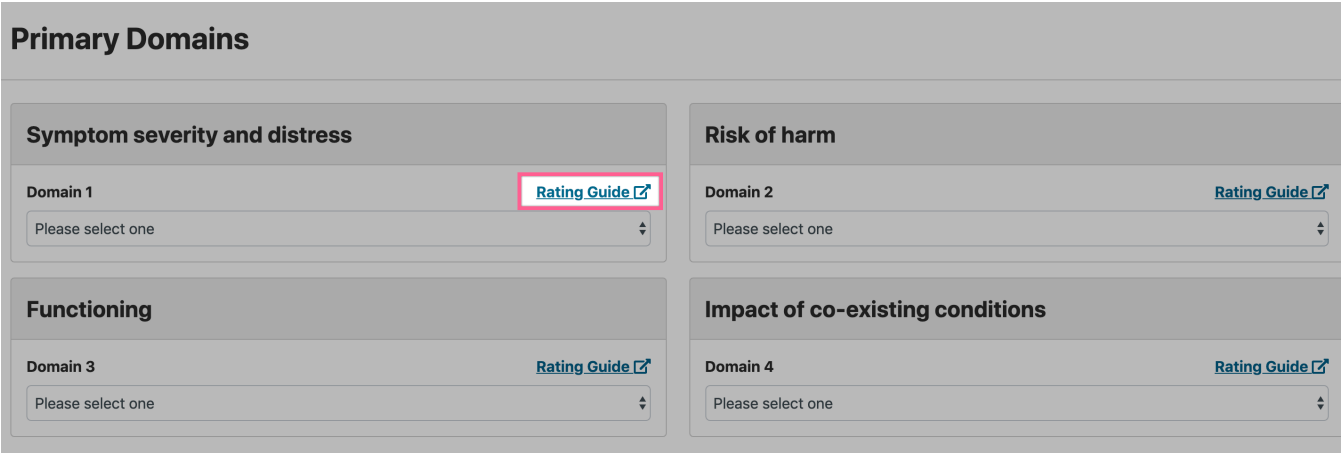 Primary Domains
Symptom severity and distress
Domain 1
Rating Guide
Please select one
Risk of harm
Domain 2
Rating Guide
Please select one
Functioning
Domain 3
Rating Guide
Please select one
Impact of co-existing conditions
Domain 4
Rating Guide
Please select one